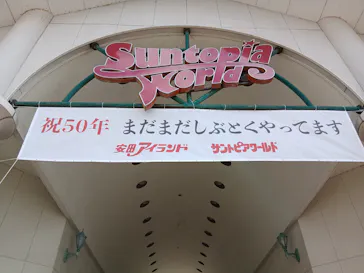 Suntopia
World
祝50年 まだまだしぶとくやってます
安田アイランド サントピアワールド